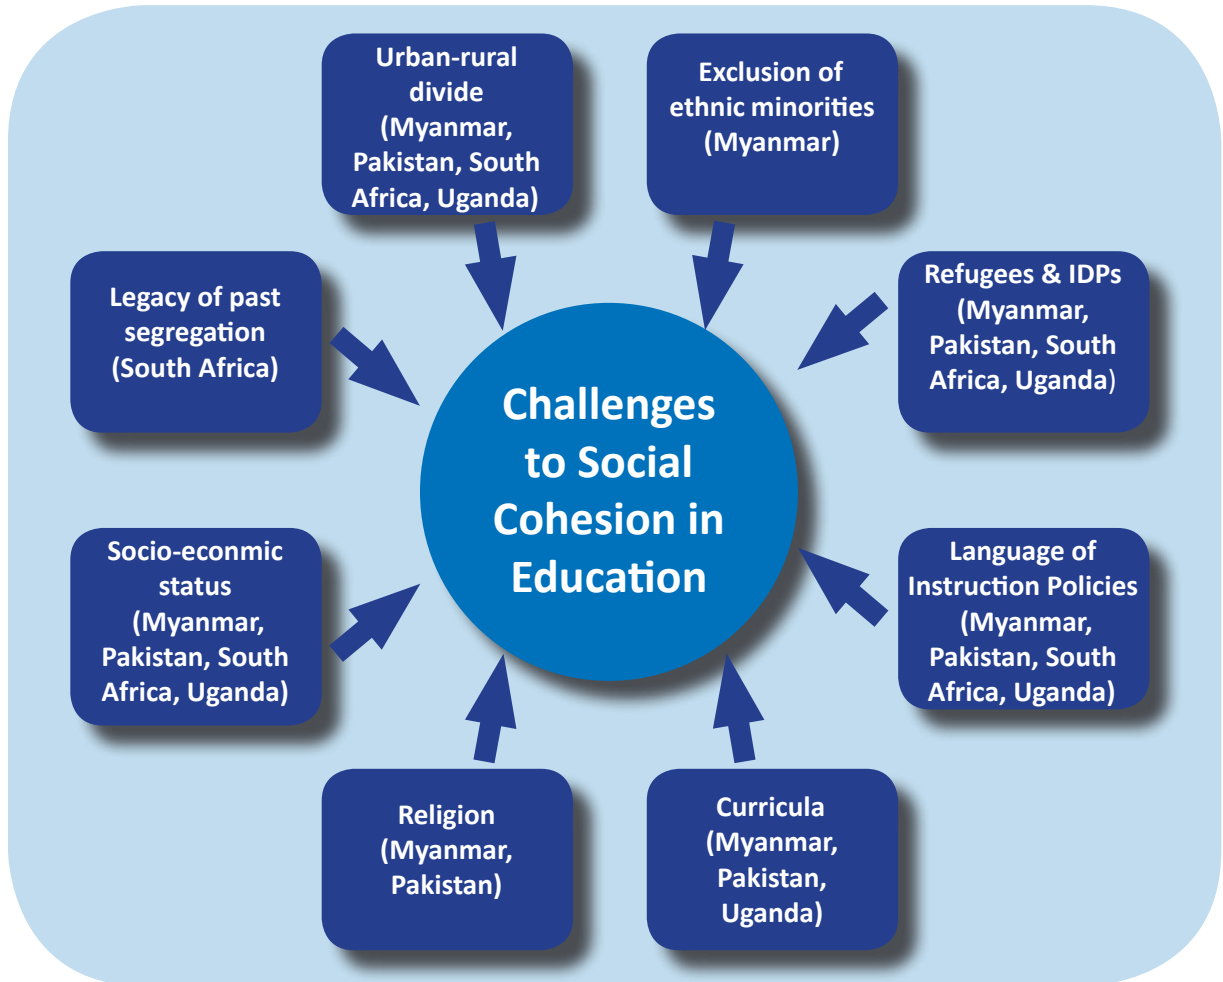 Urban-rural
divide
(Myanmar,
Pakistan, South
Africa, Uganda)
Exclusion of
ethnic minorities
(Myanmar)
Legacy of past
segregation
(South Africa)
Refugees & IDPs
(Myanmar,
Pakistan, South
Africa, Uganda)
Challenges
to Social
Cohesion in
Education
Socio-econmic
status
(Myanmar,
Pakistan, South
Africa, Uganda)
Language of
Instruction Policies
(Myanmar,
Pakistan, South
Africa, Uganda)
Religion
(Myanmar,
Pakistan)
Curricula
(Myanmar,
Pakistan,
Uganda)